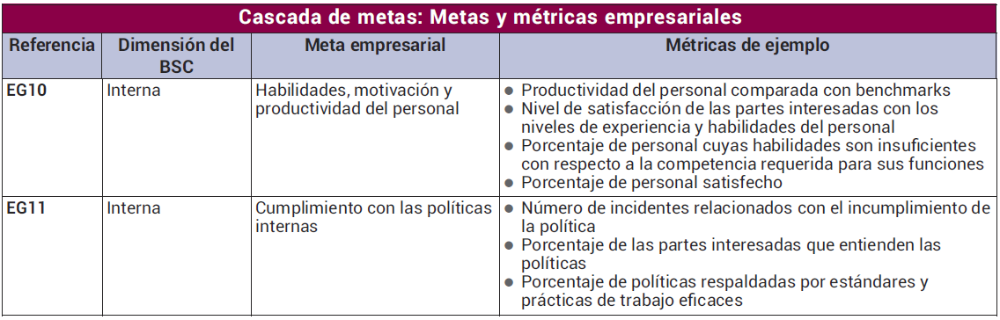 Cascada de metas: Metas y métricas empresariales
Referencia
Dimensión del
BSC
Meta empresarial
Métricas de ejemplo
EG10
Interna
Habilidades, motivación y
productividad del personal
● Productividad del personal comparada con benchmarks
● Nivel de satisfacción de las partes interesadas con los
niveles de experiencia y habilidades del personal
● Porcentaje de personal cuyas habilidades son insuficientes
con respecto a la competencia requerida para sus funciones
● Porcentaje de personal satisfecho
EG11
Interna
Cumplimiento con las políticas
internas
● Número de incidentes relacionados con el incumplimiento de
la política
● Porcentaje de las partes interesadas que entienden las
políticas
● Porcentaje de políticas respaldadas por estándares y
prácticas de trabajo eficaces